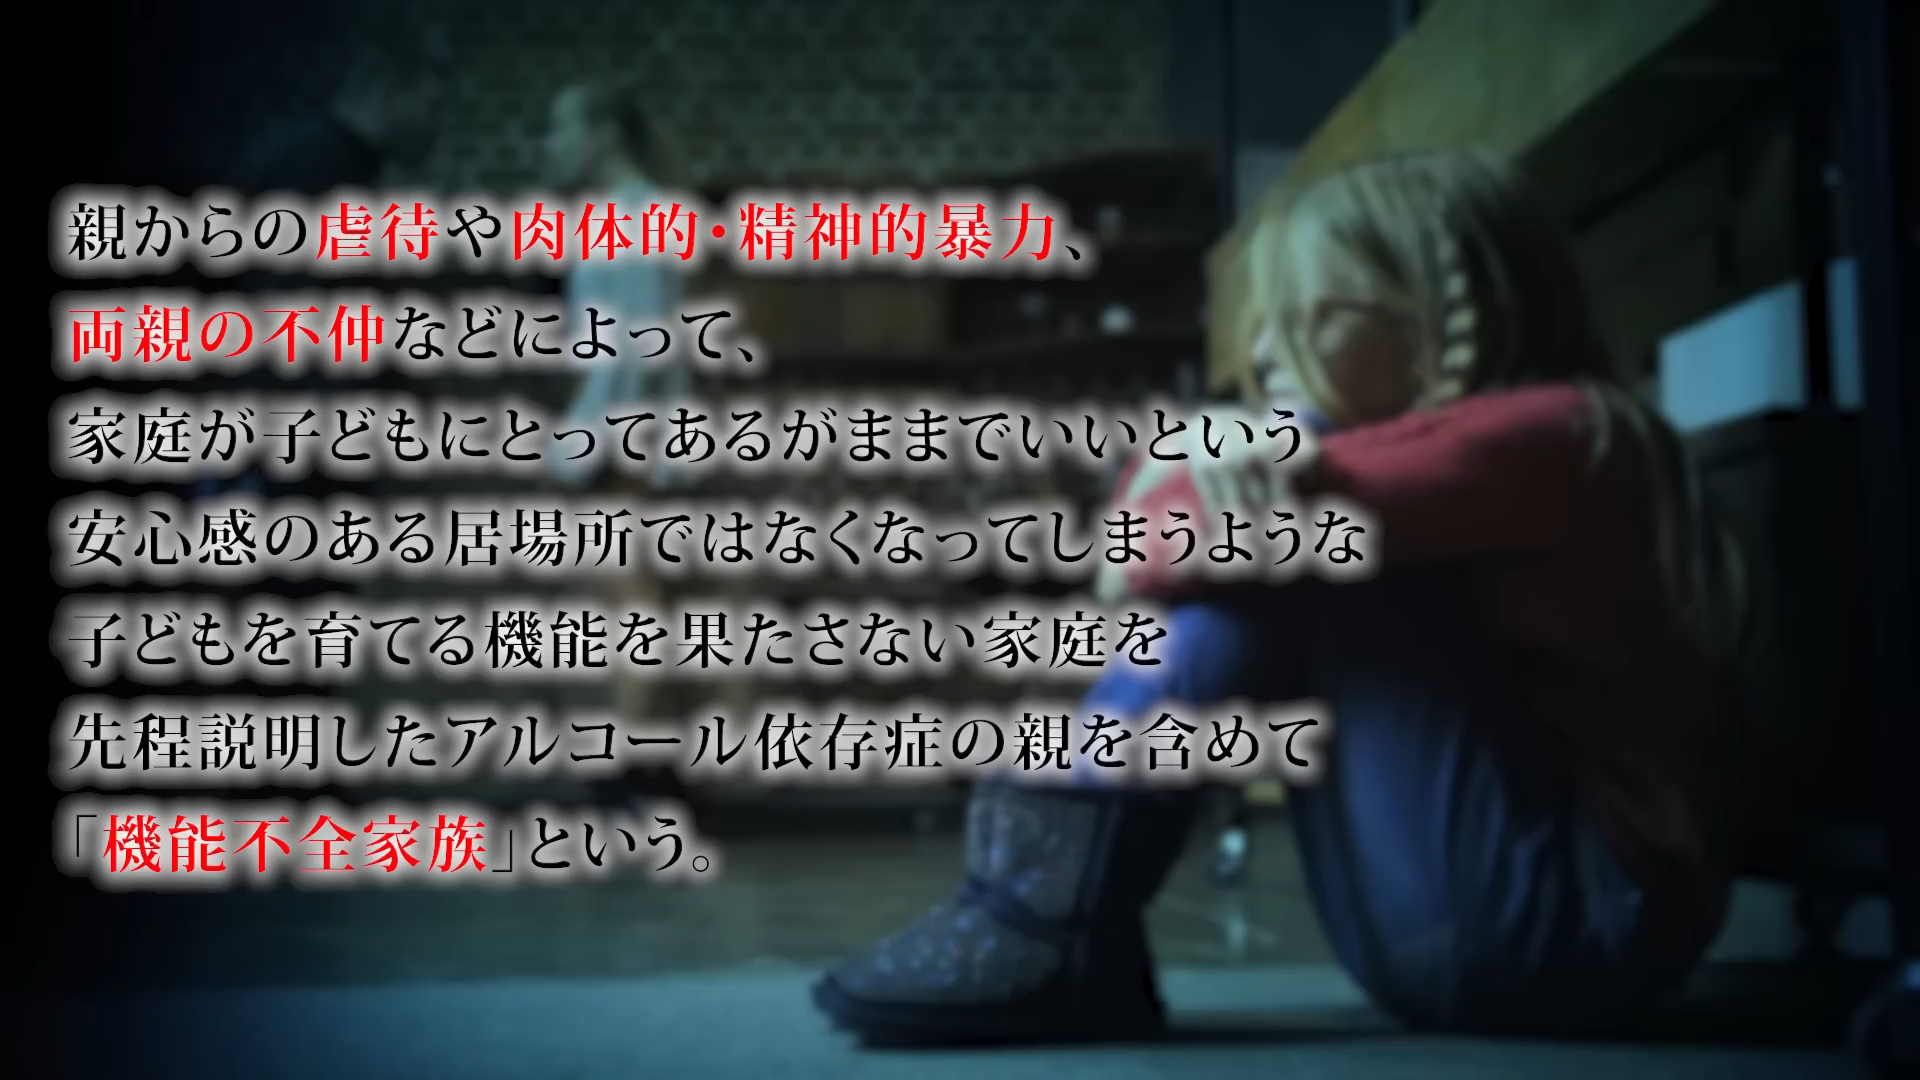 親からの虐待や肉体的・精神的暴力、
両親の不仲などによって、
家庭が子どもにとってあるがままでいいという
安心感のある居場所ではなくなってしまうような
子どもを育てる機能を果たさない家庭を
先程説明したアルコール依存症の親を含めて
「機能不全家族」という。